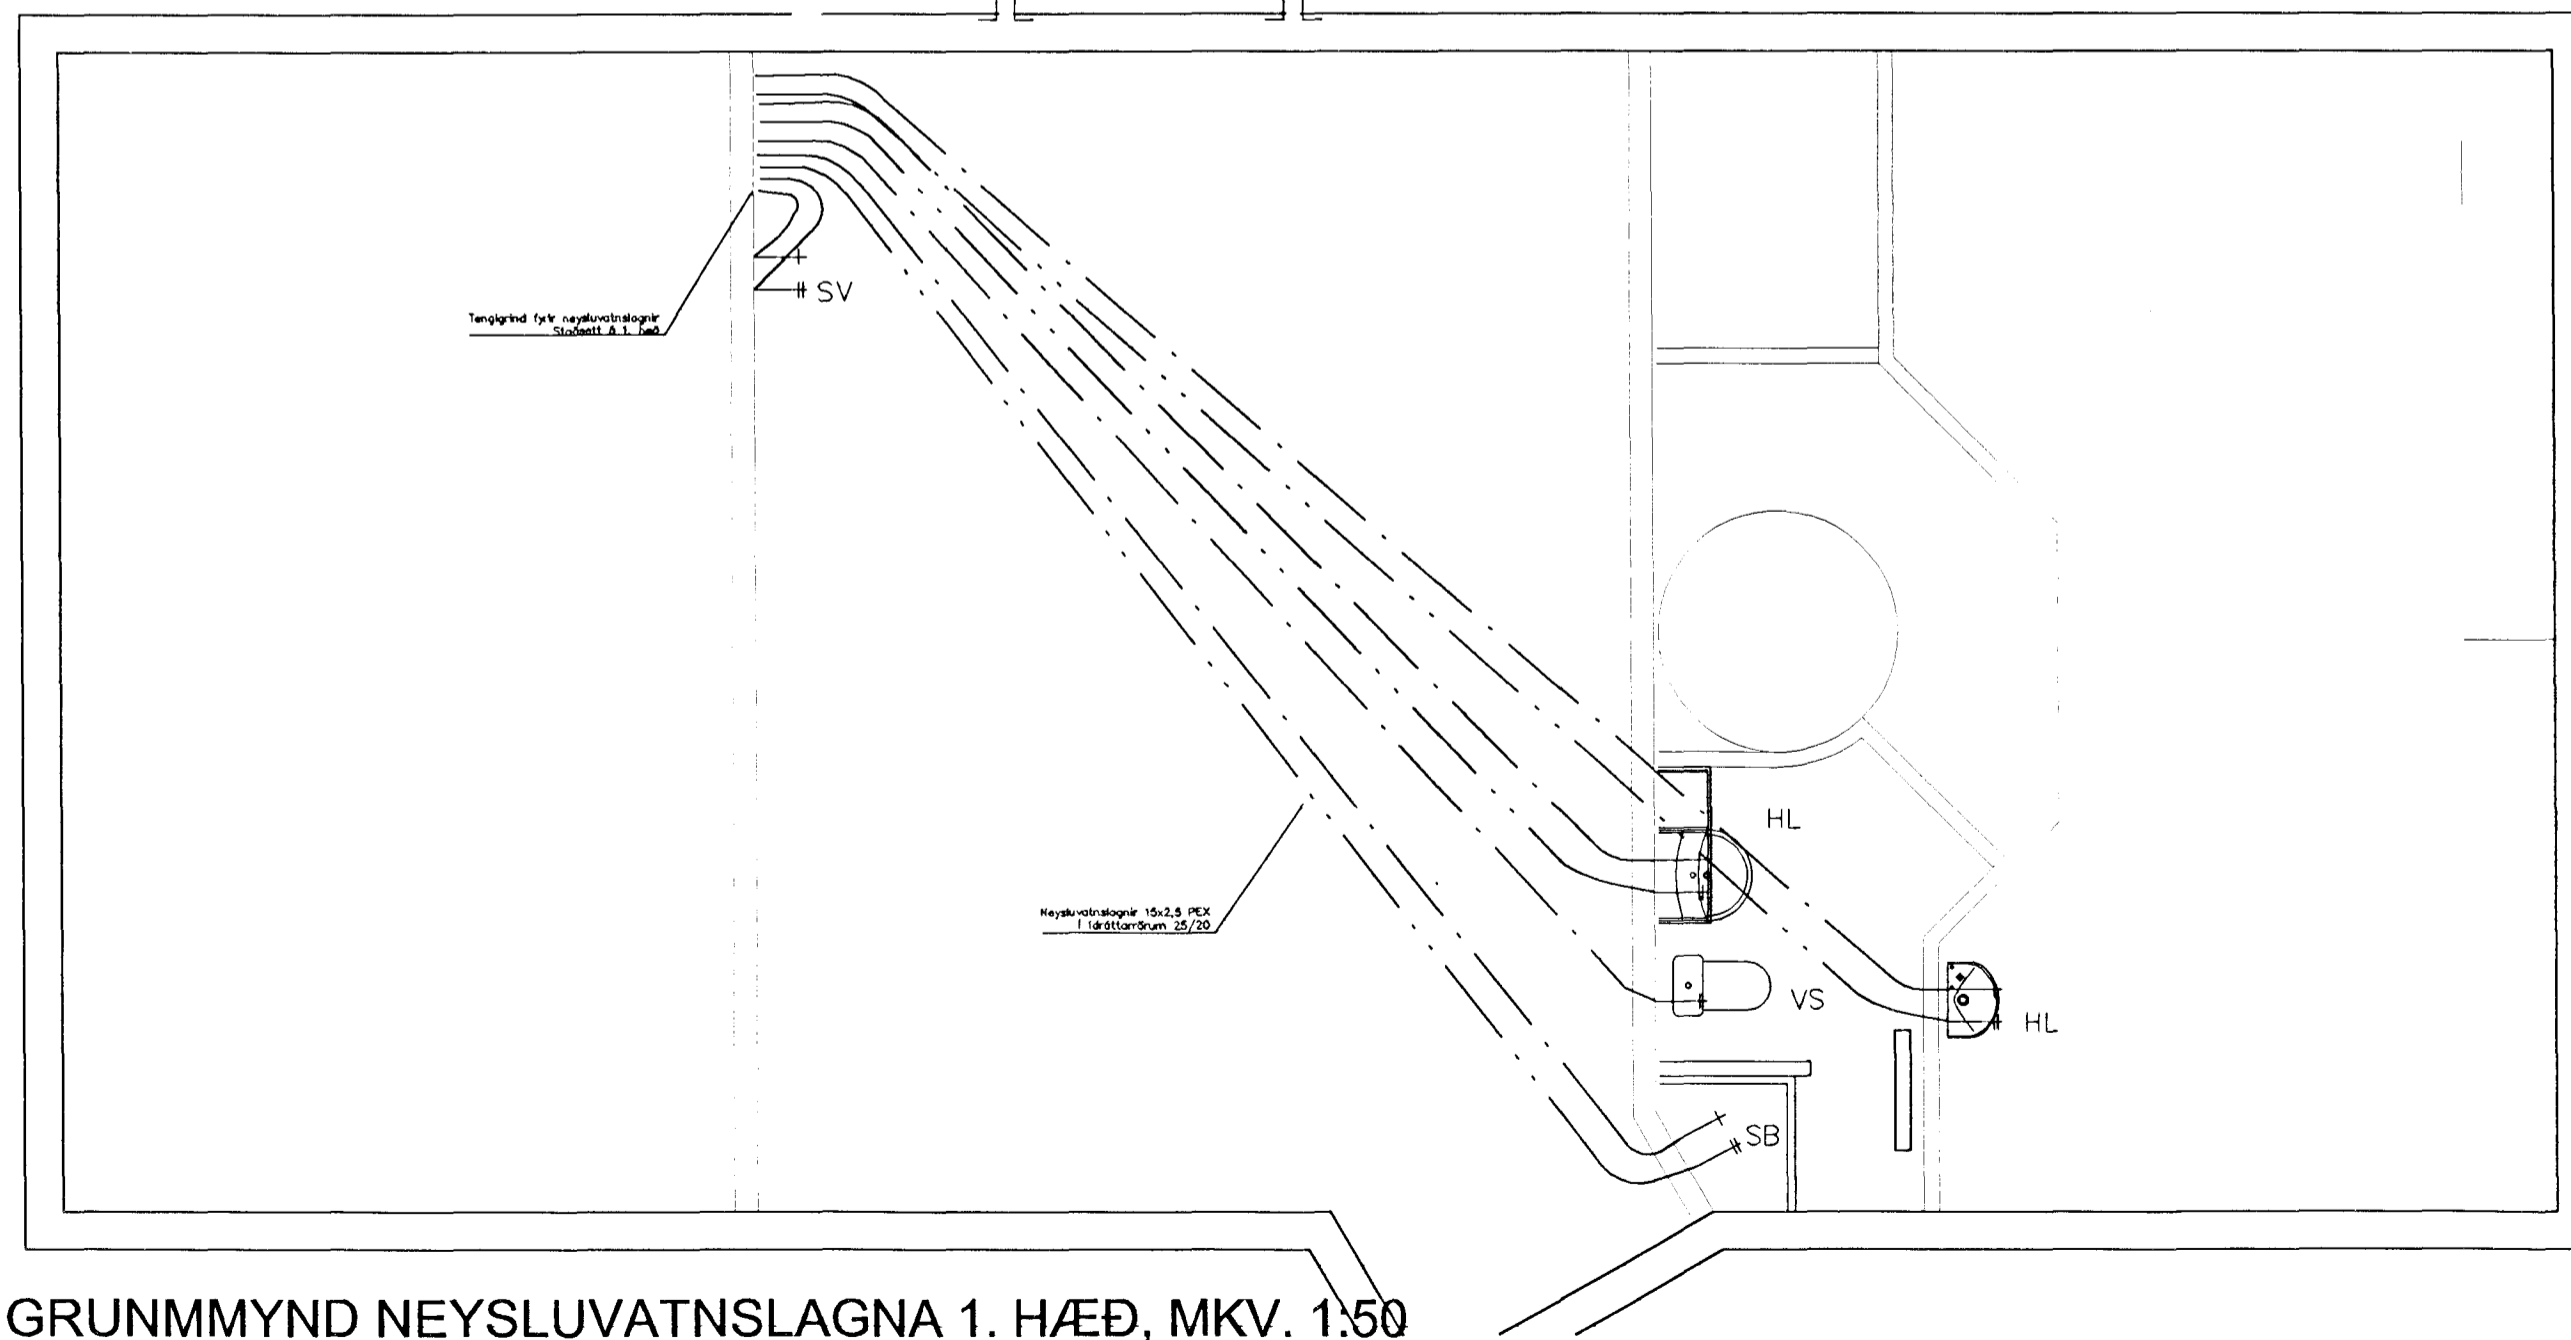 SV
Tengigrind fyrir neysluvatnslagnir
Staðsett á 1. hæð
HL
Neysluvatnslagnir 15x2,5 PEX
í ídráttarrörum 25/20
VS
HL
SB
GRUNMMYND NEYSLUVATNSLAGNA 1. HÆÐ, MKV. 1:50